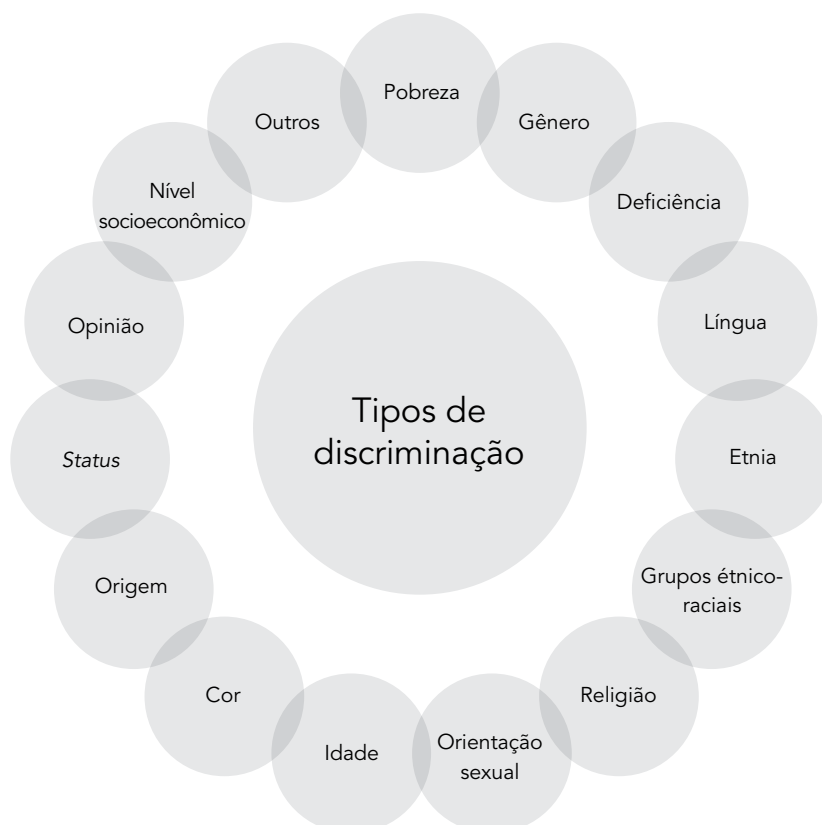 Pobreza
Gênero
Deficiência
Língua
Etnia
Grupos étnico-
raciais
Religião
Orientação
sexual
Idade
Cor
Origem
Status
Opinião
Nível
socioeconômico
Outros
Tipos de
discriminação